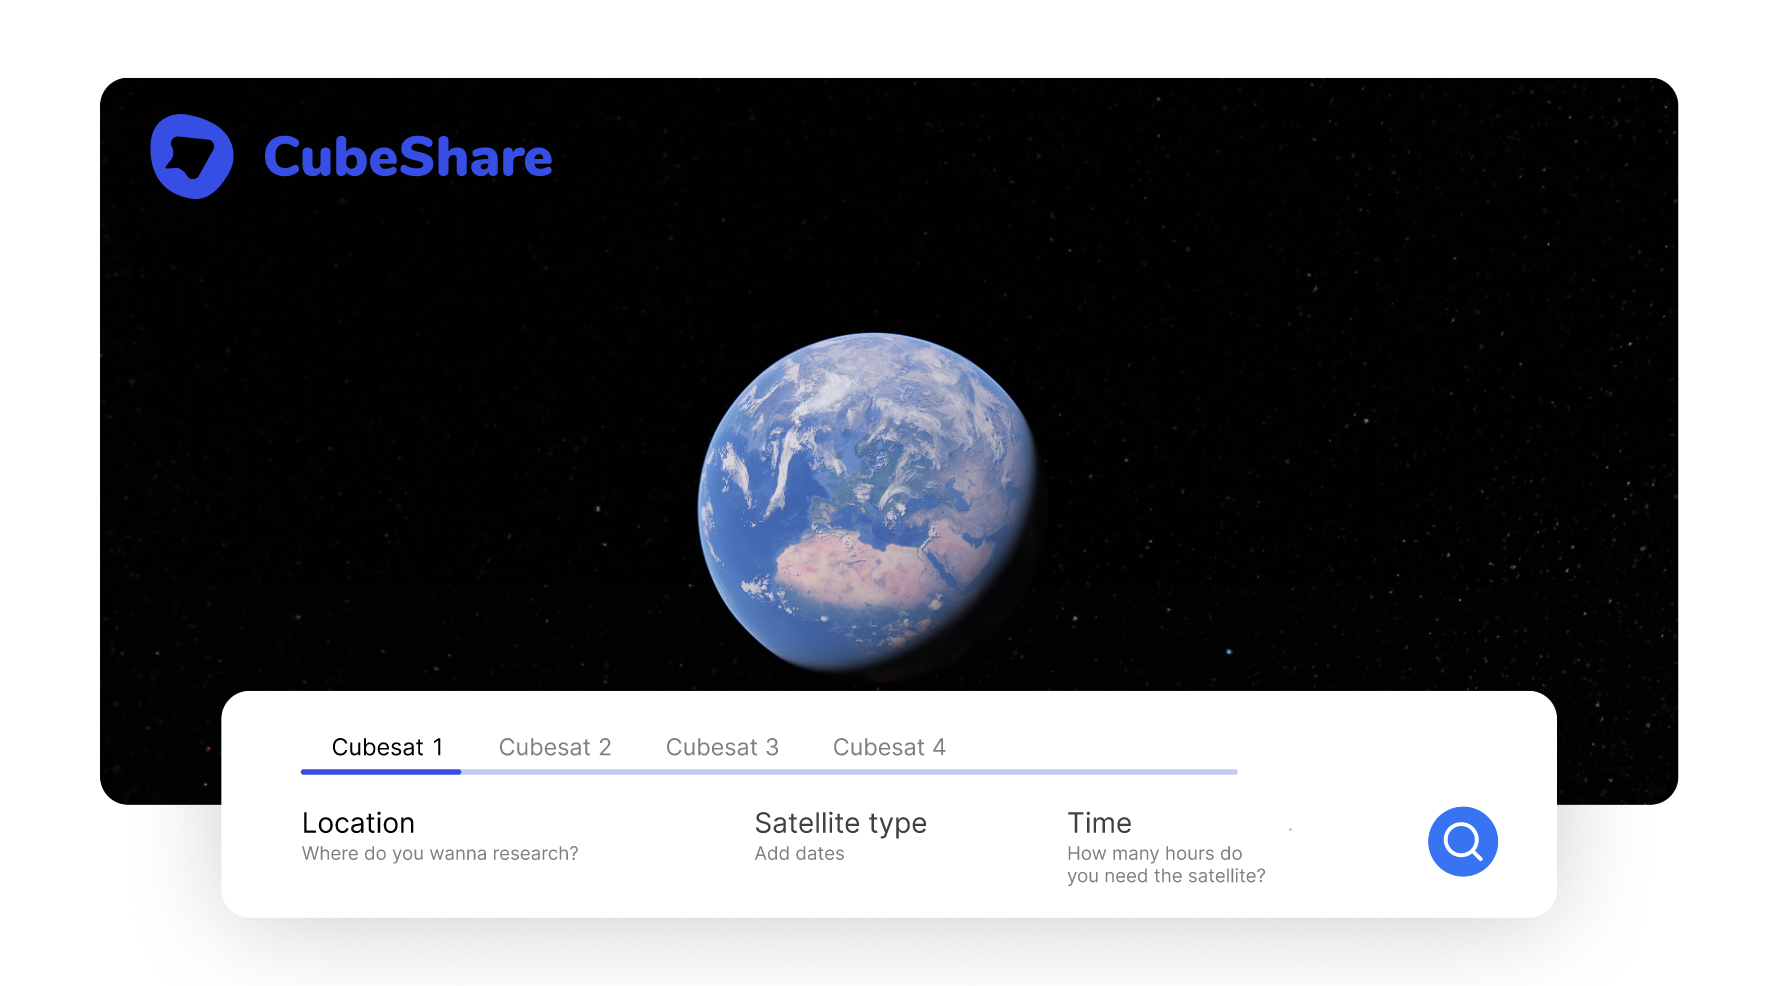 CubeShare
Cubesat 1 Cubesat 2 Cubesat 3 Cubesat 4
Location Satellite type Time
Where do you wanna research? Add dates How many hours do
you need the satellite?